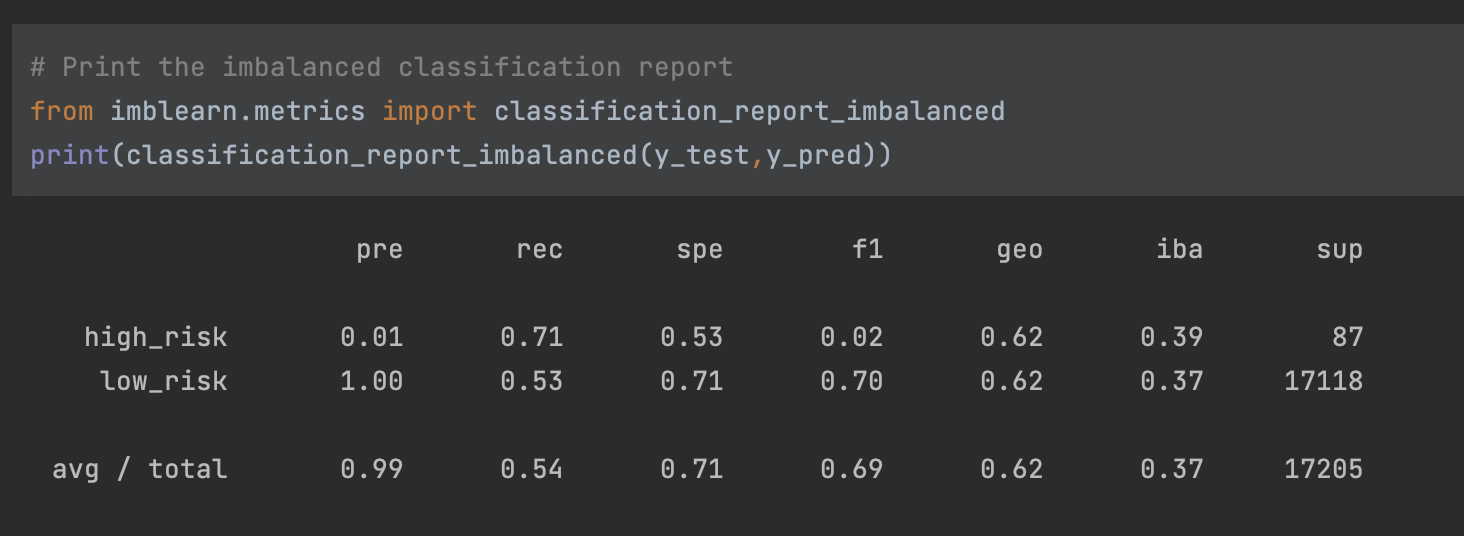 # Print the imbalanced classification report
from imblearn.metrics import classification_report_imbalanced
print(classification_report_imbalanced(y_test,y_pred))
pre rec spe f1 geo iba sup
high_risk 0.01 0.71 0.53 0.02 0.62 0.39 87
low_risk 1.00 0.53 0.71 0.70 0.62 0.37 17118
avg / total 0.99 0.54 0.71 0.69 0.62 0.37 17205